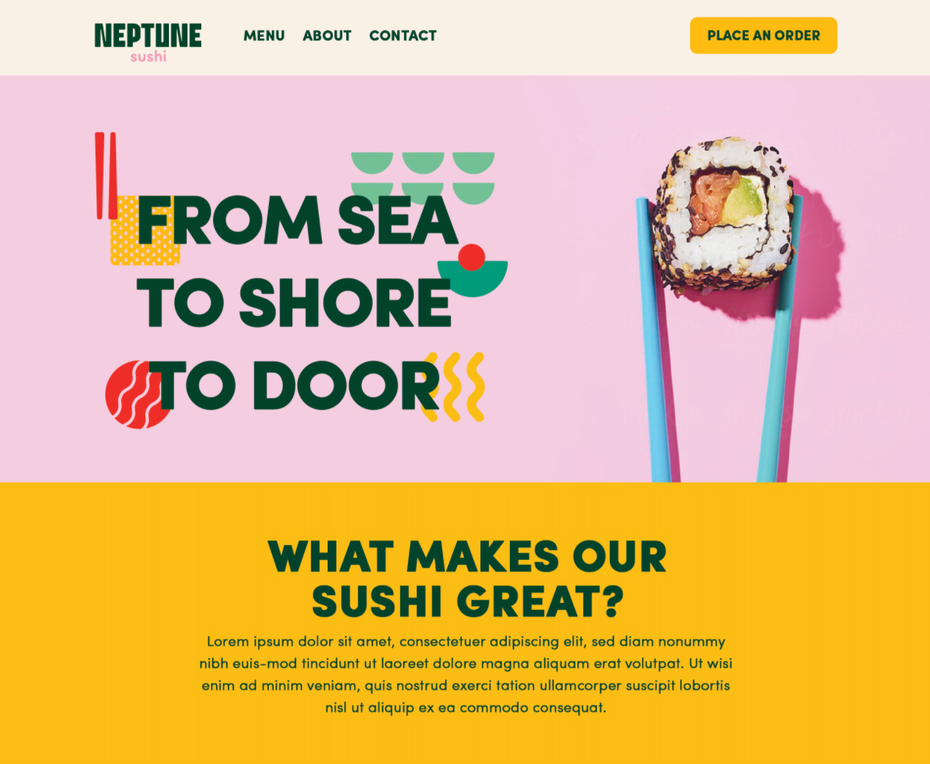 NEPTUNE
sushi
MENU ABOUT CONTACT
PLACE AN ORDER
FROM SEA
TO SHORE
TO DOOR
WHAT MAKES OUR
SUSHI GREAT?
Lorem ipsum dolor sit amet, consectetuer adipiscing elit, sed diam nonummy
nibh euis-mod tincidunt ut laoreet dolore magna aliquam erat volutpat. Ut wisi
enim ad minim veniam, quis nostrud exerci tation ullamcorper suscipit lobortis
nisl ut aliquip ex ea commodo consequat.